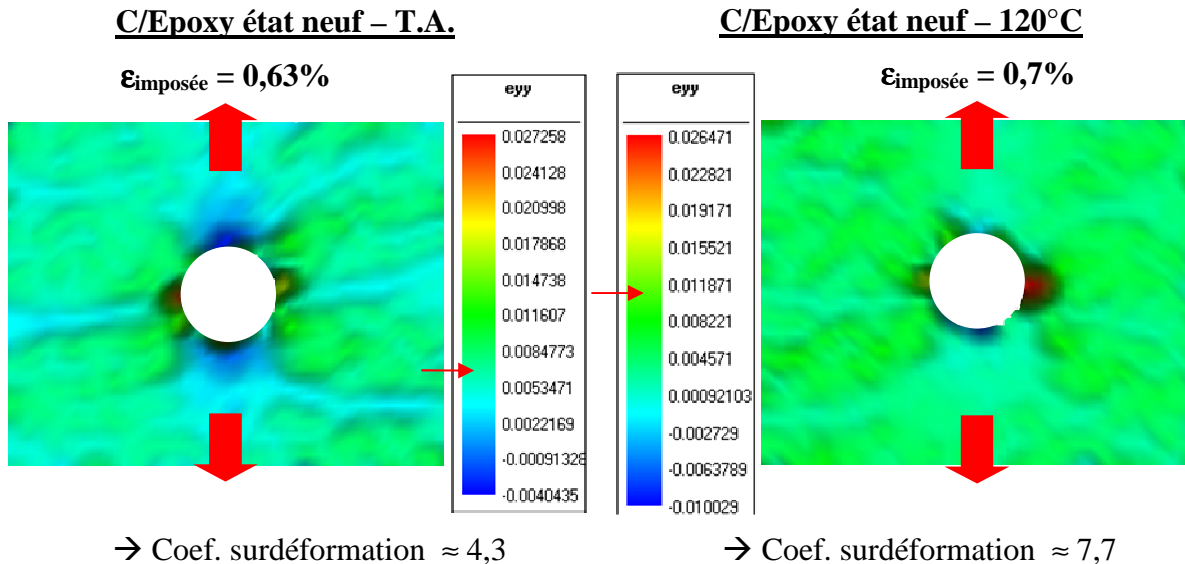 C/Epoxy état neuf – T.A.
C/Epoxy état neuf – 120°C
εimposée = 0,63%
εimposée = 0,7%
eyy
0.027258
0.024128
0.020998
0.017868
0.014738
0.011607
0.0084773
0.0053471
0.0022169
-0.00091328
-0.0040435
eyy
0.026471
0.022821
0.019171
0.015521
0.011871
0.008221
0.004571
0.00092103
-0.002729
-0.0063789
-0.010029
→ Coef. surdéformation ≈ 4,3
→ Coef. surdéformation ≈ 7,7